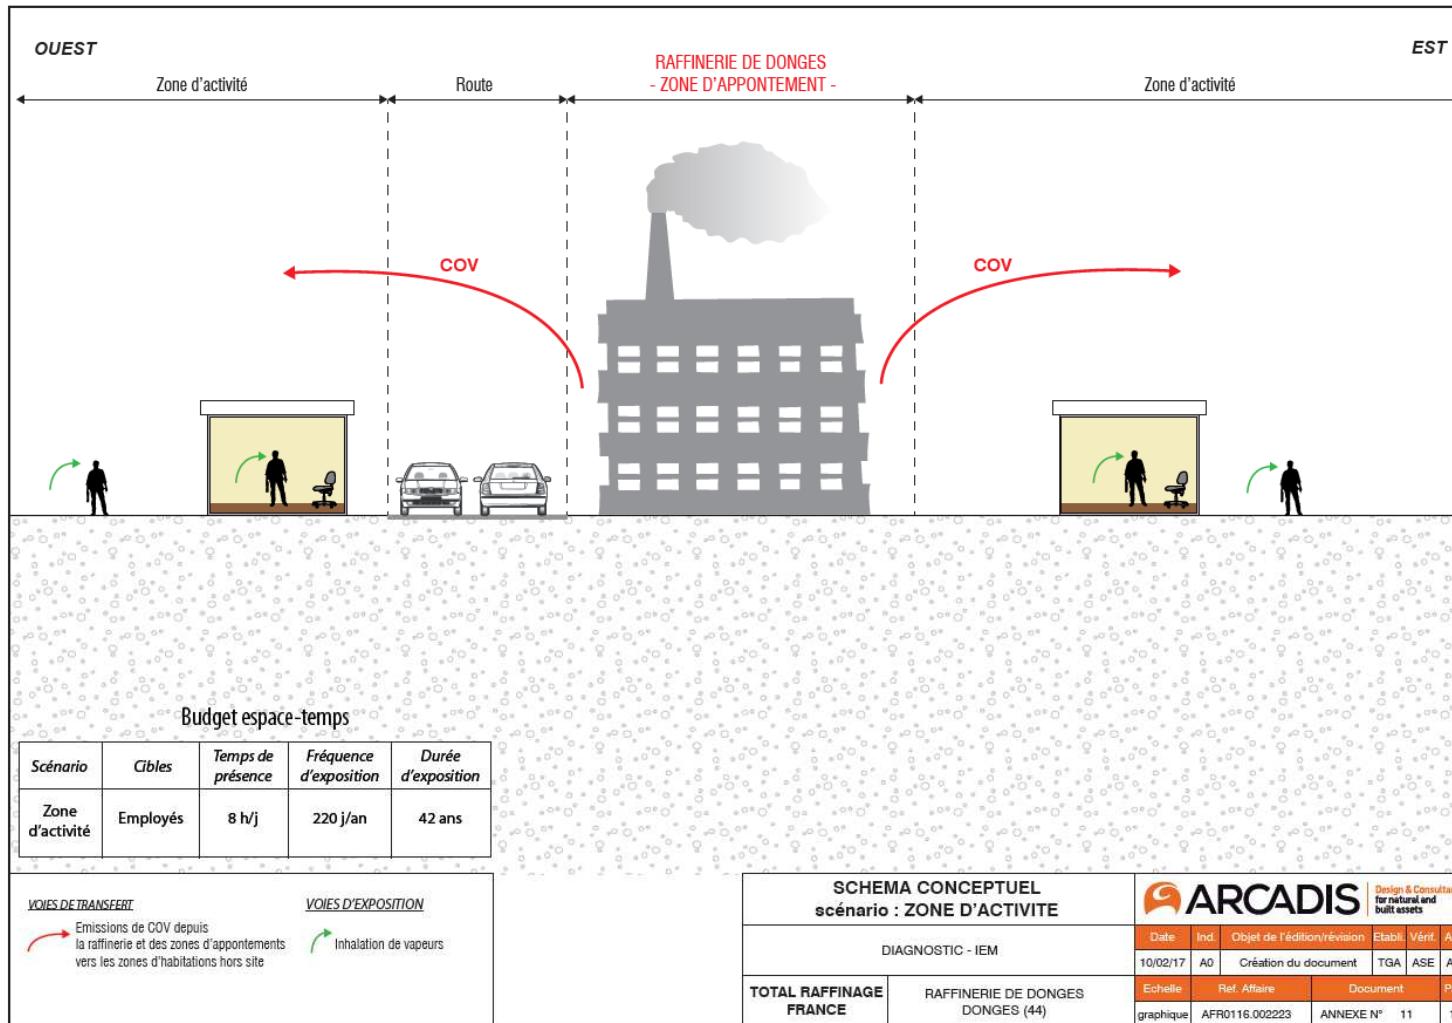 OUEST
EST
RAFFINERIE DE DONGES
- ZONE D'APPONTEMENT -
Zone d'activité
Route
Zone d'activité
COV
COV
Budget espace-temps
Scénario
Cibles
Temps de
présence
Fréquence
d'exposition
Durée
d'exposition
Zone
d'activité
Employés
8 h/j
220 j/an
42 ans
VOIES DE TRANSFERT
Emissions de COV depuis
la raffinerie et des zones d'appontements
vers les zones d'habitations hors site
VOIES D'EXPOSITION
Inhalation de vapeurs
SCHEMA CONCEPTUEL
scénario : ZONE D'ACTIVITE
DIAGNOSTIC - IEM
TOTAL RAFFINAGE
FRANCE
RAFFINERIE DE DONGES
DONGES (44)
ARCADIS
Design &
for natural and
built assets
Date Ind. Objet de l'édition/révision Etabli. Vérif.
10/02/17 A0 Création du document TGA ASE
Echelle Ref. Affaire Document
graphique AFR0116.002223 ANNEXE N° 11